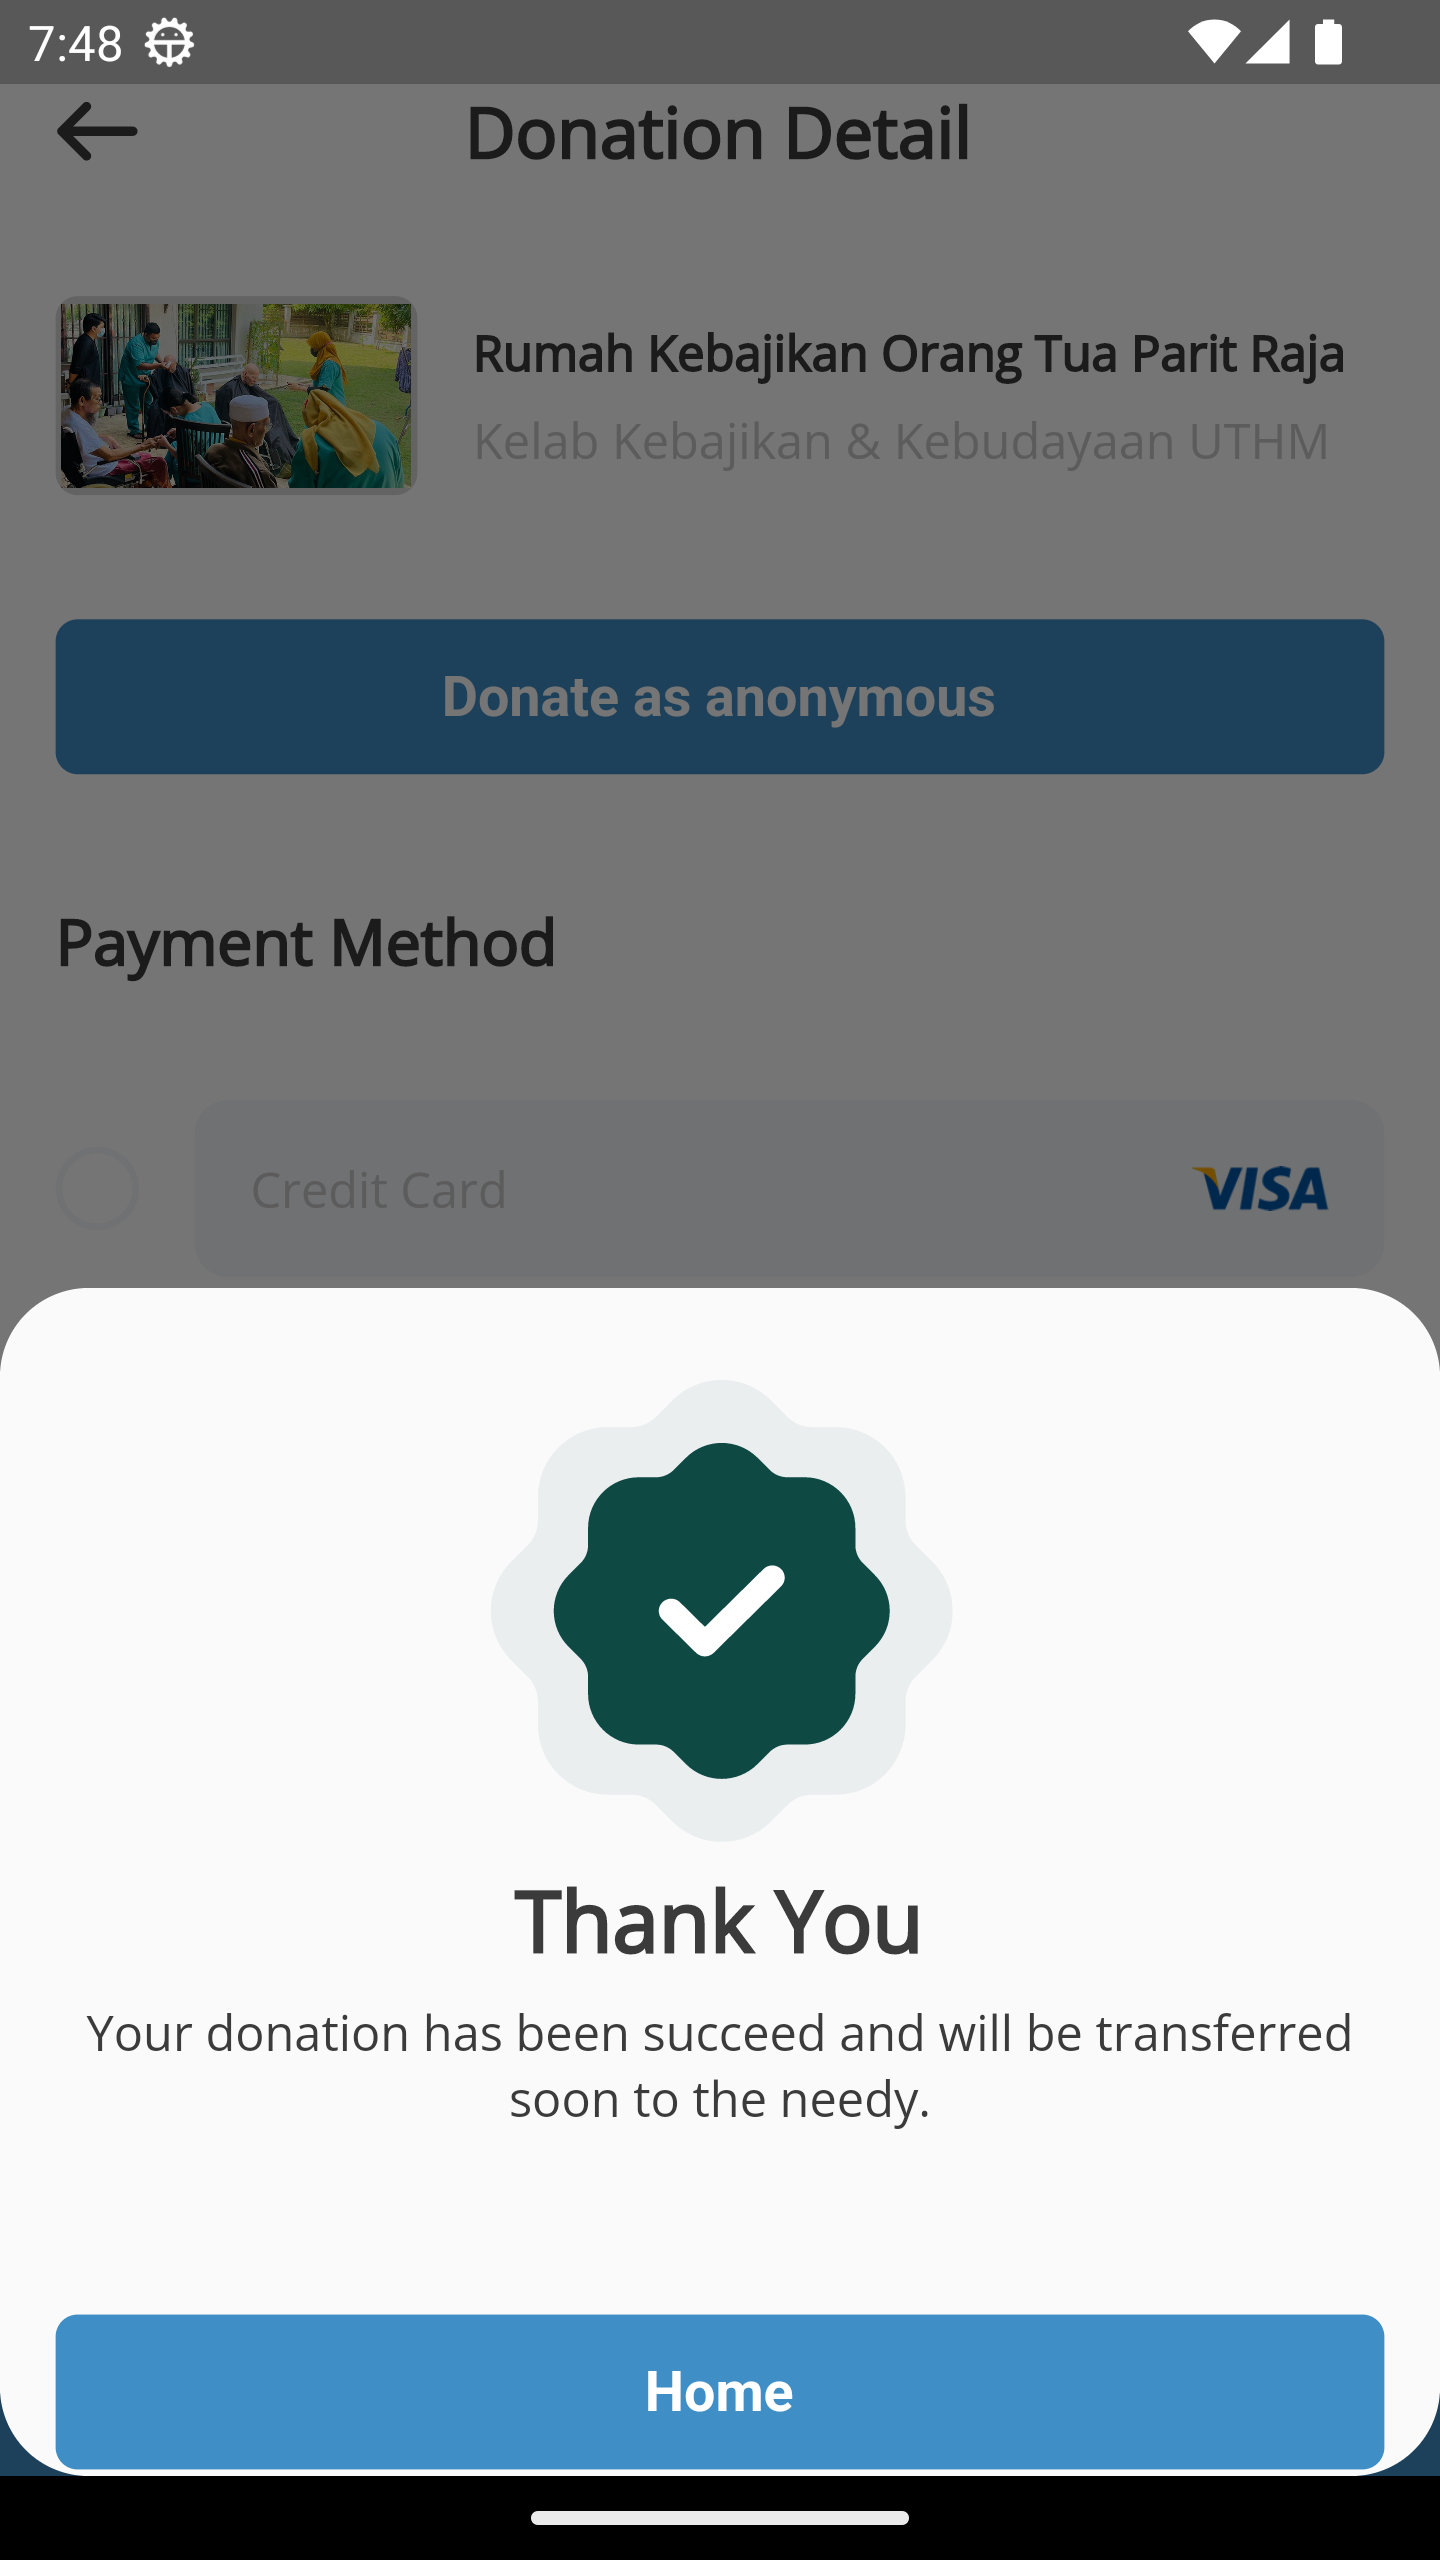 7:48
Donation Detail
Rumah Kebajikan Orang Tua Parit Raja
Kelab Kebajikan & Kebudayaan UTHM
Donate as anonymous
Payment Method
Credit Card
VISA
Thank You
Your donation has been succeed and will be transferred
soon to the needy.
Home